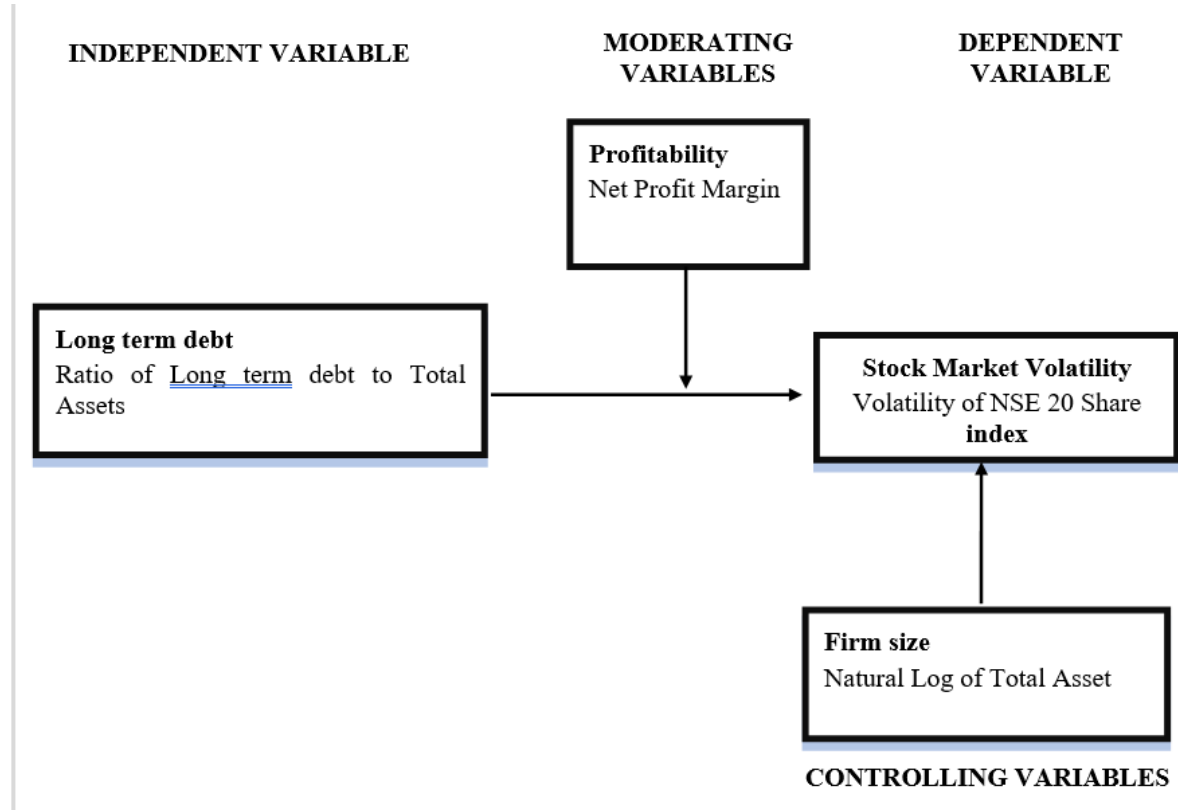 INDEPENDENT VARIABLE
MODERATING
VARIABLES
DEPENDENT
VARIABLE
Profitability
Net Profit Margin
Long term debt
Ratio of Long term debt to Total
Assets
Stock Market Volatility
Volatility of NSE 20 Share
index
Firm size
Natural Log of Total Asset
CONTROLLING VARIABLES